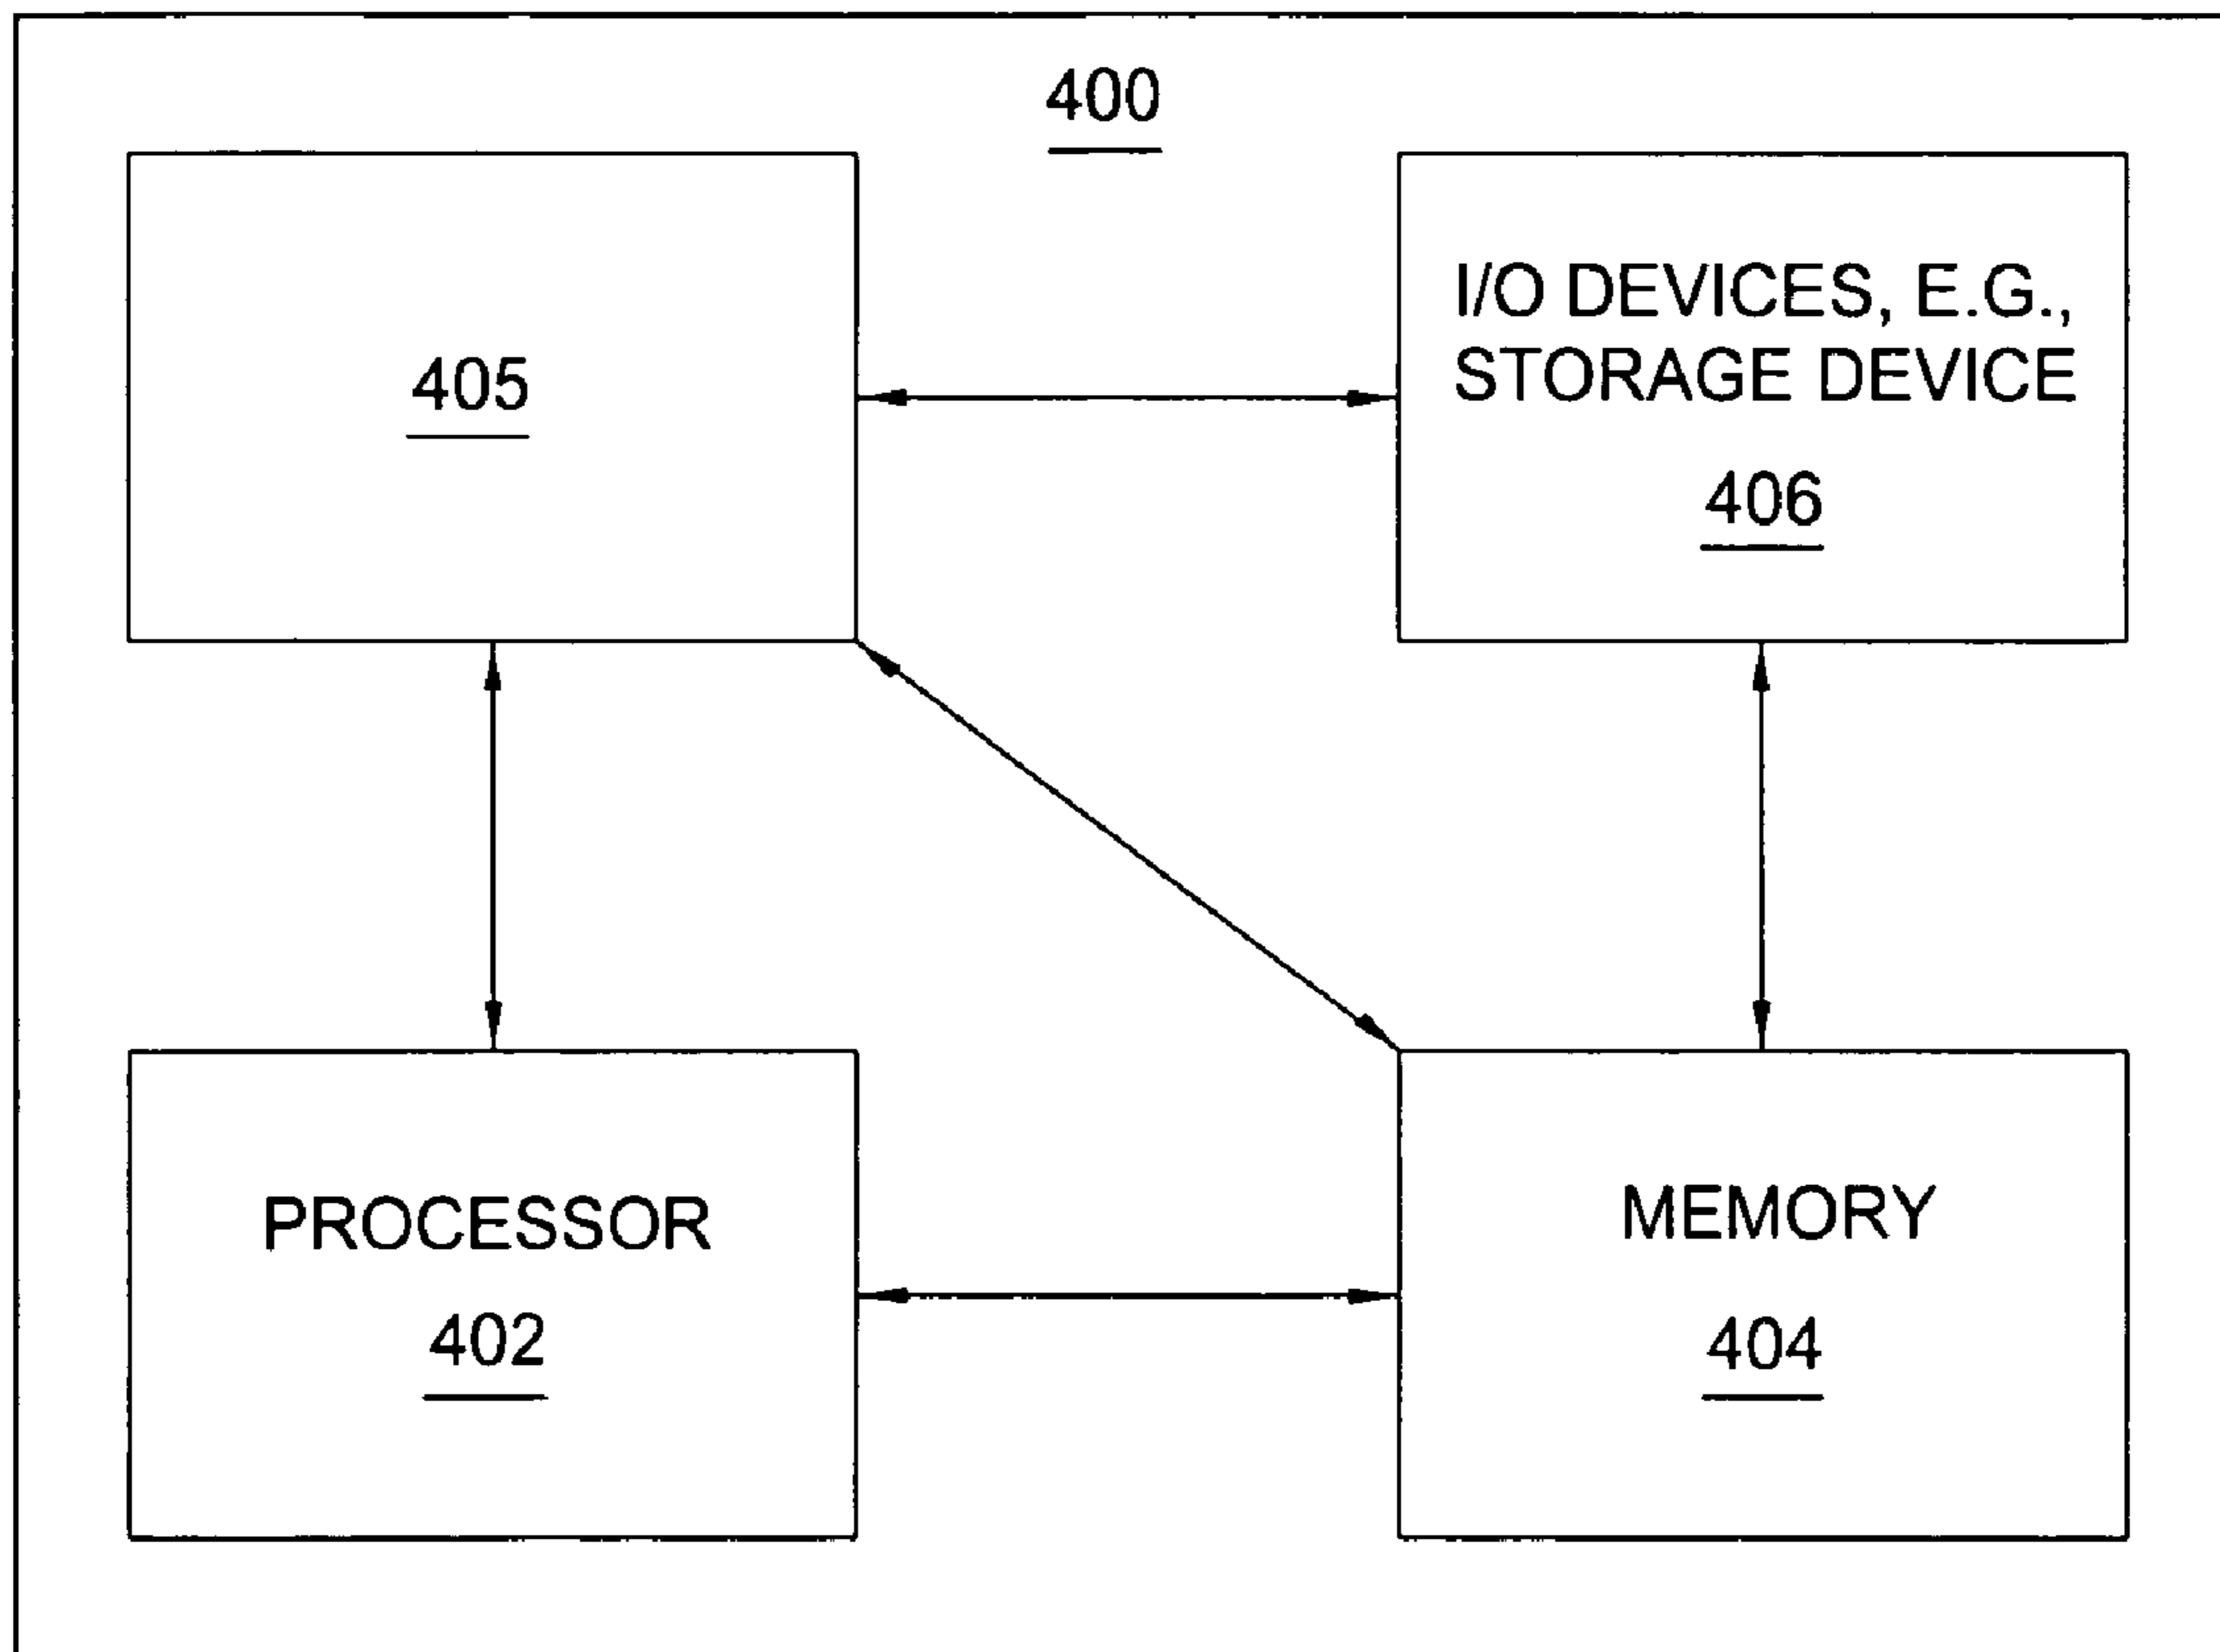 400
405
I/O DEVICES, E.G.,
STORAGE DEVICE
406
PROCESSOR
402
MEMORY
404